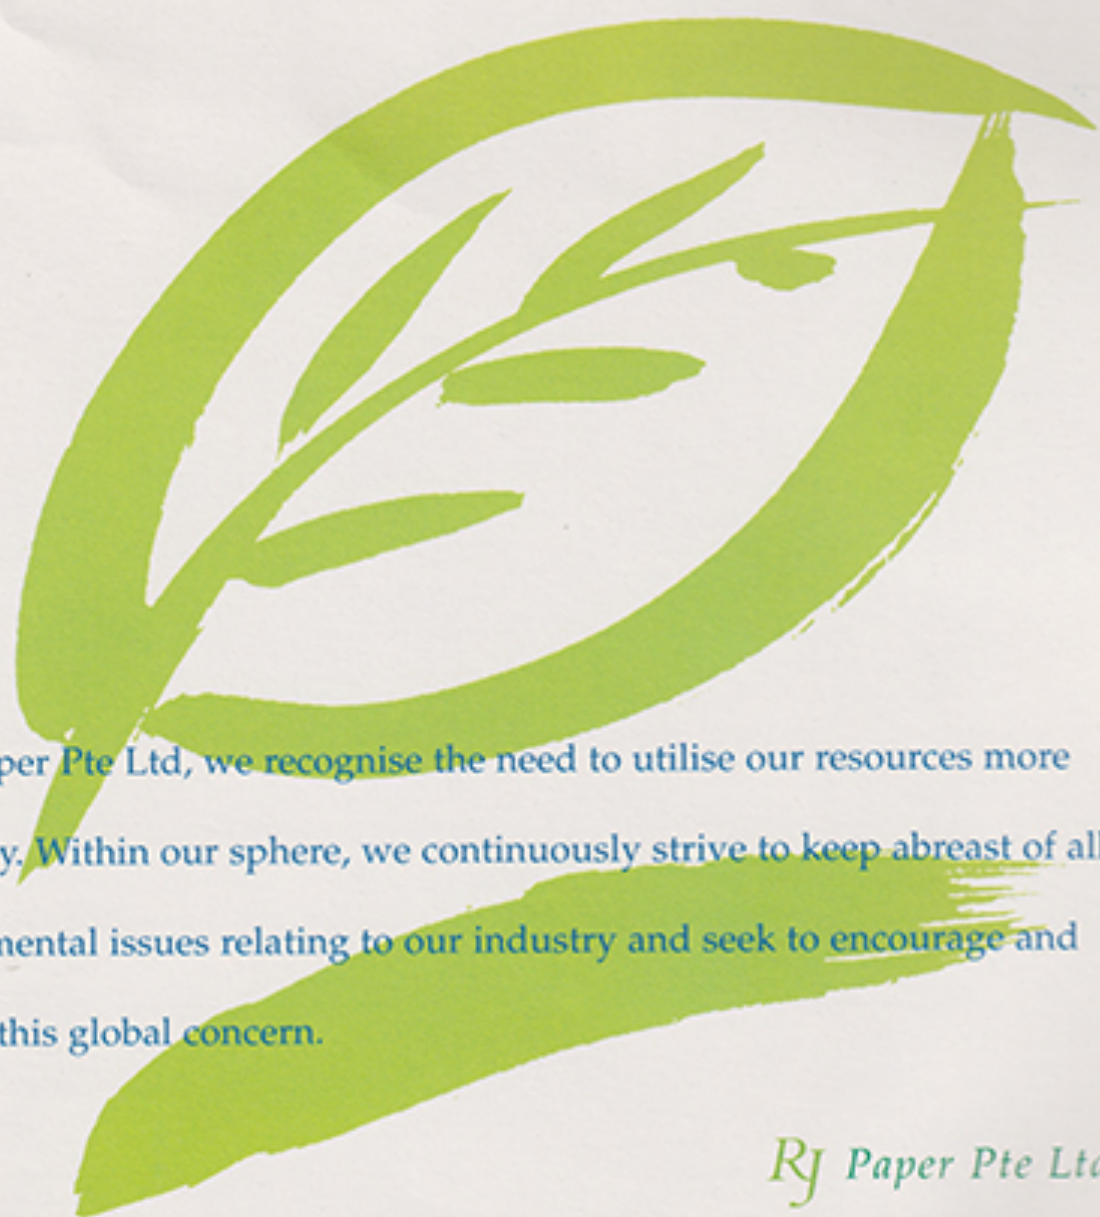 per Pte Ltd, we recognise the need to utilise our resources more
y. Within our sphere, we continuously strive to keep abreast of all
mental issues relating to our industry and seek to encourage and
this global concern.
RJ Paper Pte Ltd